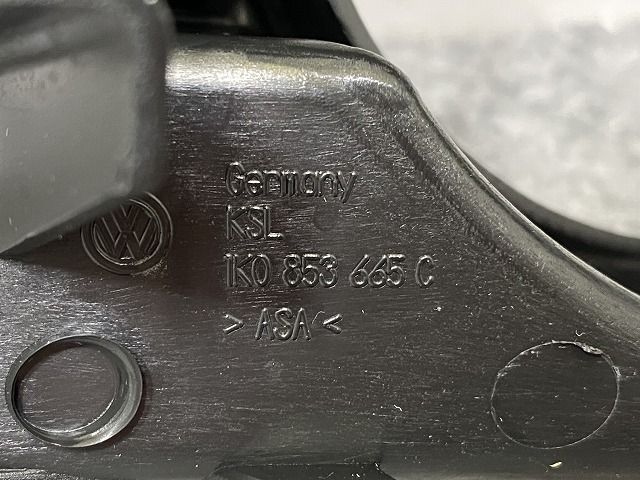 Germany
KSL
1K0 853 665 C
> ASA <